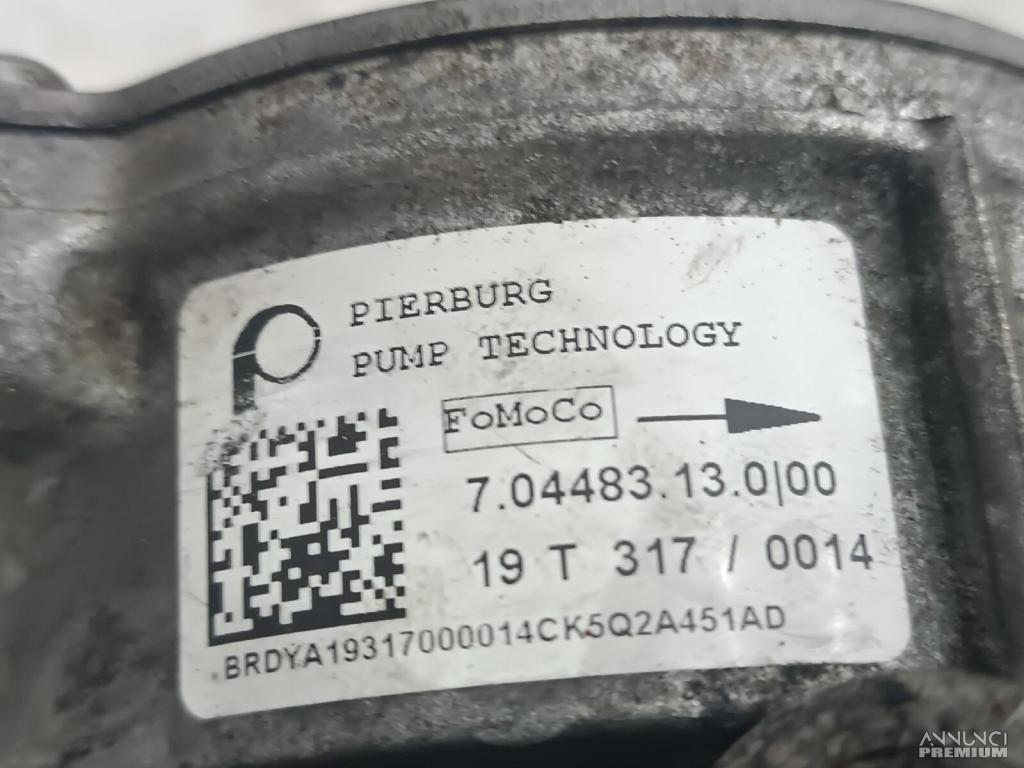 PIERBURG
PUMP TECHNOLOGY
FoMoCo
7.04483.13.0|00
19 T 317 / 0014
BRDYA19317000014CK5Q2A451AD
ANNUNCI
PREMIUM